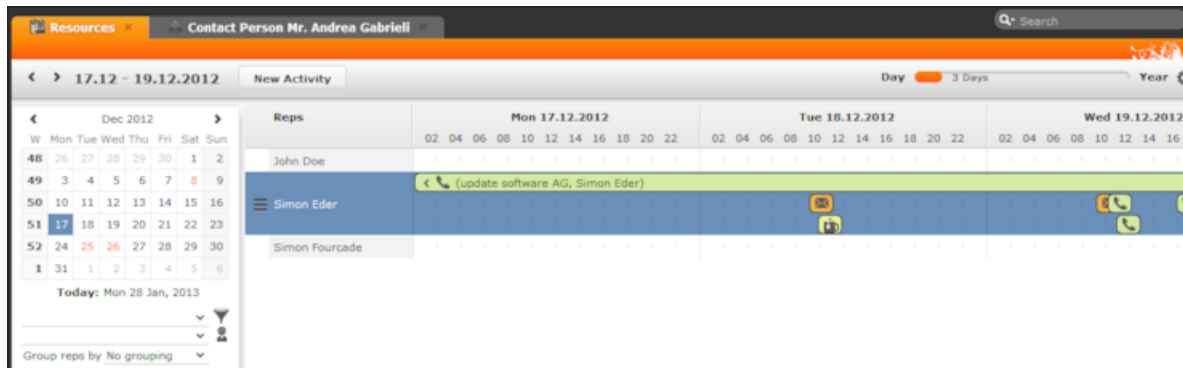 Resources × Contact Person Mr. Andrea Gabrieli × Search
17.12 - 19.12.2012 New Activity Day 3 Days Year
Dec 2012
W Mon Tue Wed Thu Fri Sat Sun
48 26 27 28 29 30 1 2
49 3 4 5 6 7 8 9
50 10 11 12 13 14 15 16
51 17 18 19 20 21 22 23
52 24 25 26 27 28 29 30
1 31 1 2 3 4 5 6
Today: Mon 28 Jan, 2013
Group reps by No grouping
Reps Mon 17.12.2012 Tue 18.12.2012 Wed 19.12.2012
02 04 06 08 10 12 14 16 18 20 22 02 04 06 08 10 12 14 16 18 20 22 02 04 06 08 10 12 14 16
John Doe
(update software AG, Simon Eder)
Simon Eder
Simon Fourcade